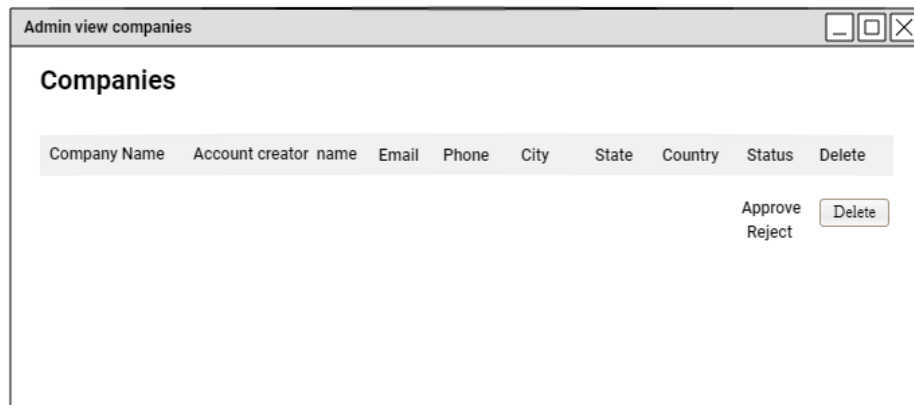 Admin view companies
Companies
Company Name Account creator name Email Phone City State Country Status Delete
Approve Delete
Reject